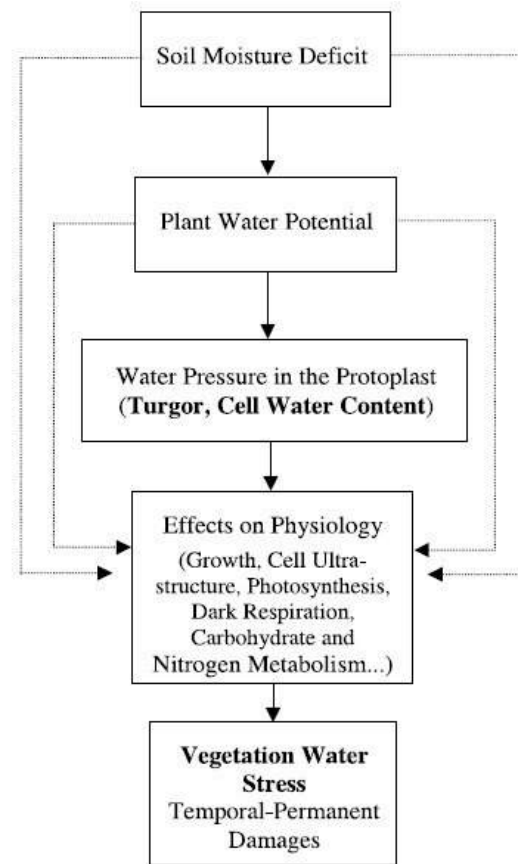 Soil Moisture Deficit
Plant Water Potential
Water Pressure in the Protoplast
(Turgor, Cell Water Content)
Effects on Physiology
(Growth, Cell Ultra-
structure, Photosynthesis,
Dark Respiration,
Carbohydrate and
Nitrogen Metabolism...)
Vegetation Water
Stress
Temporal-Permanent
Damages